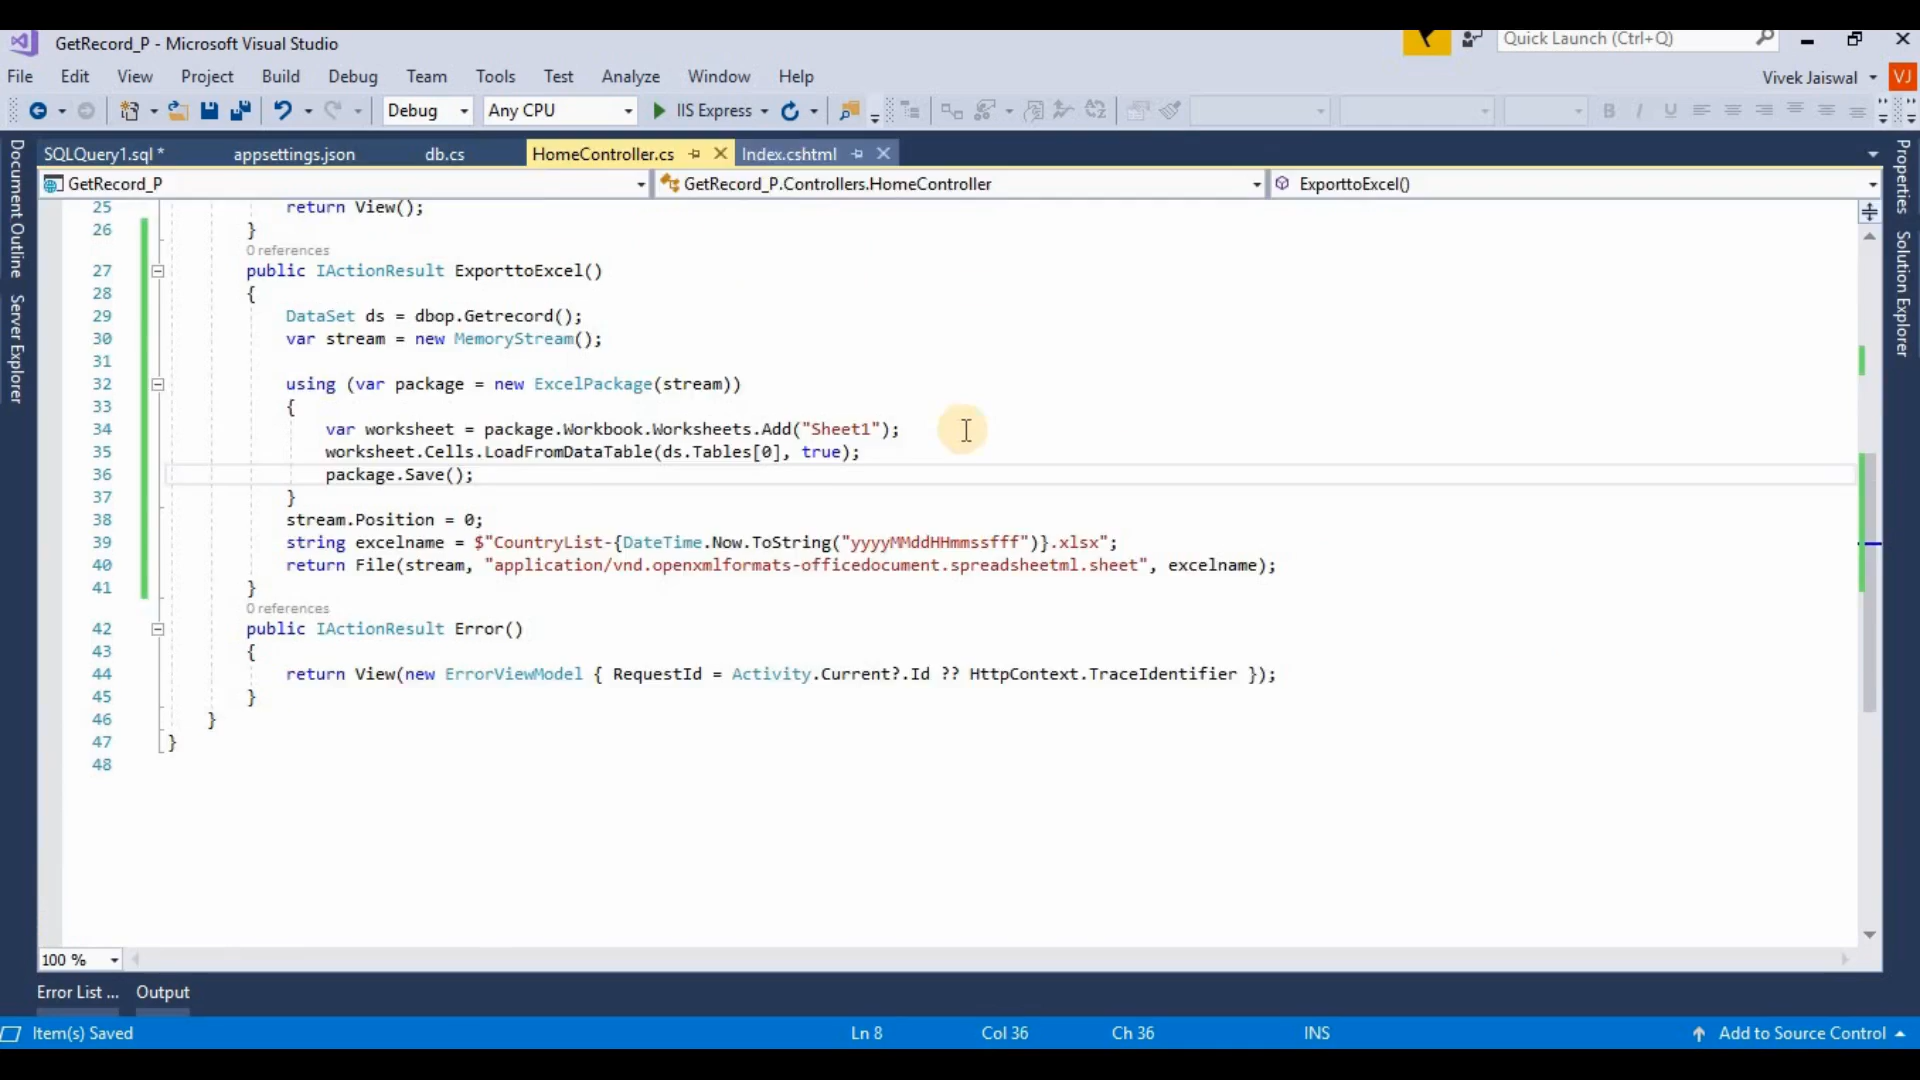 GetRecord_P - Microsoft Visual Studio
Quick Launch (Ctrl+Q)
File Edit View Project Build Debug Team Tools Test Analyze Window Help
Vivek Jaiswal VJ
Debug Any CPU IIS Express
SQLQuery1.sql * appsettings.json db.cs HomeController.cs Index.cshtml
GetRecord_P GetRecord_P.Controllers.HomeController ExporttoExcel()
Document Outline
Server Explorer
Properties
Solution Explorer
25 return View();
26 }
0 references
27 public IActionResult ExporttoExcel()
28 {
29 DataSet ds = dbop.Getrecord();
30 var stream = new MemoryStream();
31
32 using (var package = new ExcelPackage(stream))
33 {
34 var worksheet = package.Workbook.Worksheets.Add("Sheet1");
35 worksheet.Cells.LoadFromDataTable(ds.Tables[0], true);
36 package.Save();
37 }
38 stream.Position = 0;
39 string excelname = $"CountryList-{DateTime.Now.ToString("yyyyMMddHHmmssfff")}.xlsx";
40 return File(stream, "application/vnd.openxmlformats-officedocument.spreadsheetml.sheet", excelname);
41 }
0 references
42 public IActionResult Error()
43 {
44 return View(new ErrorViewModel { RequestId = Activity.Current?.Id ?? HttpContext.TraceIdentifier });
45 }
46 }
47 }
48
100 %
Error List ... Output
Item(s) Saved Ln 8 Col 36 Ch 36 INS Add to Source Control